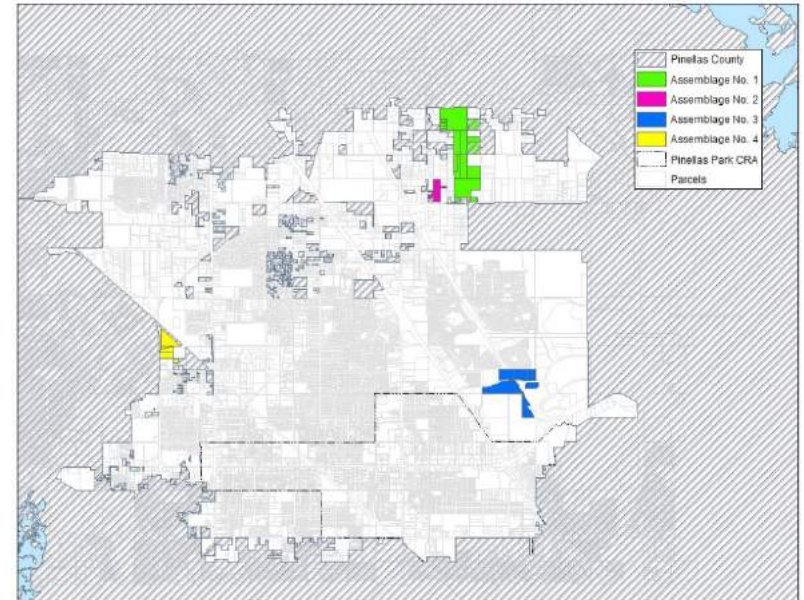 Pinellas County
Assemblage No. 1
Assemblage No. 2
Assemblage No. 3
Assemblage No. 4
Pinellas Park CRA
Parcels